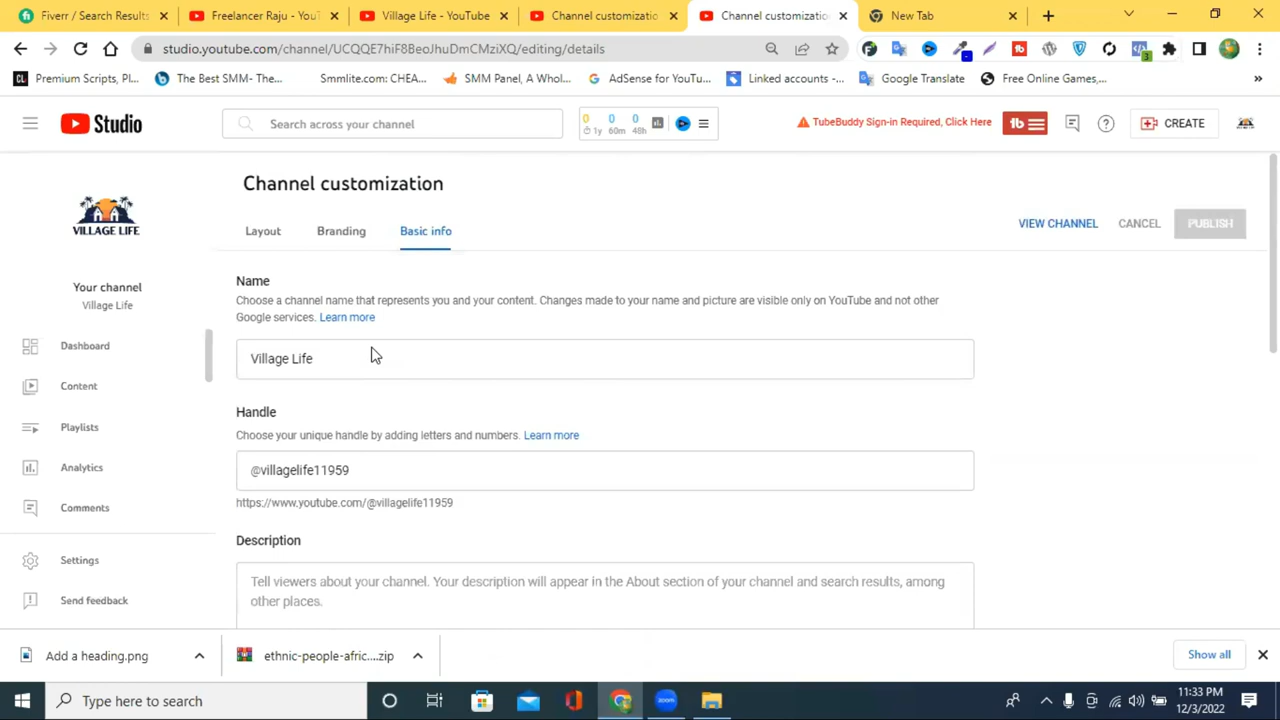 Fiverr / Search Results
Freelancer Raju - YouTu
Village Life - YouTube
Channel customizatio
Channel customizatio
New Tab
studio.youtube.com/channel/UCQQE7hiF8BeoJhuDmCMziXQ/editing/details
CL Premium Scripts, Pl...
The Best SMM- The...
Smmlite.com: CHEA...
SMM Panel, A Whol...
AdSense for YouTu...
Linked accounts -...
Google Translate
Free Online Games,...
»
Studio
Search across your channel
0 0 0
1y 60m 48h
TubeBuddy Sign-in Required, Click Here
tb
CREATE
Channel customization
VILLAGE LIFE
Layout Branding Basic info
VIEW CHANNEL CANCEL PUBLISH
Your channel
Village Life
Name
Choose a channel name that represents you and your content. Changes made to your name and picture are visible only on YouTube and not other
Google services. Learn more
Village Life
Dashboard
Content
Playlists
Analytics
Comments
Settings
Send feedback
Handle
Choose your unique handle by adding letters and numbers. Learn more
@villagelife11959
https://www.youtube.com/@villagelife11959
Description
Tell viewers about your channel. Your description will appear in the About section of your channel and search results, among
other places.
Add a heading.png
ethnic-people-afric....zip
Show all
Type here to search
11:33 PM
12/3/2022